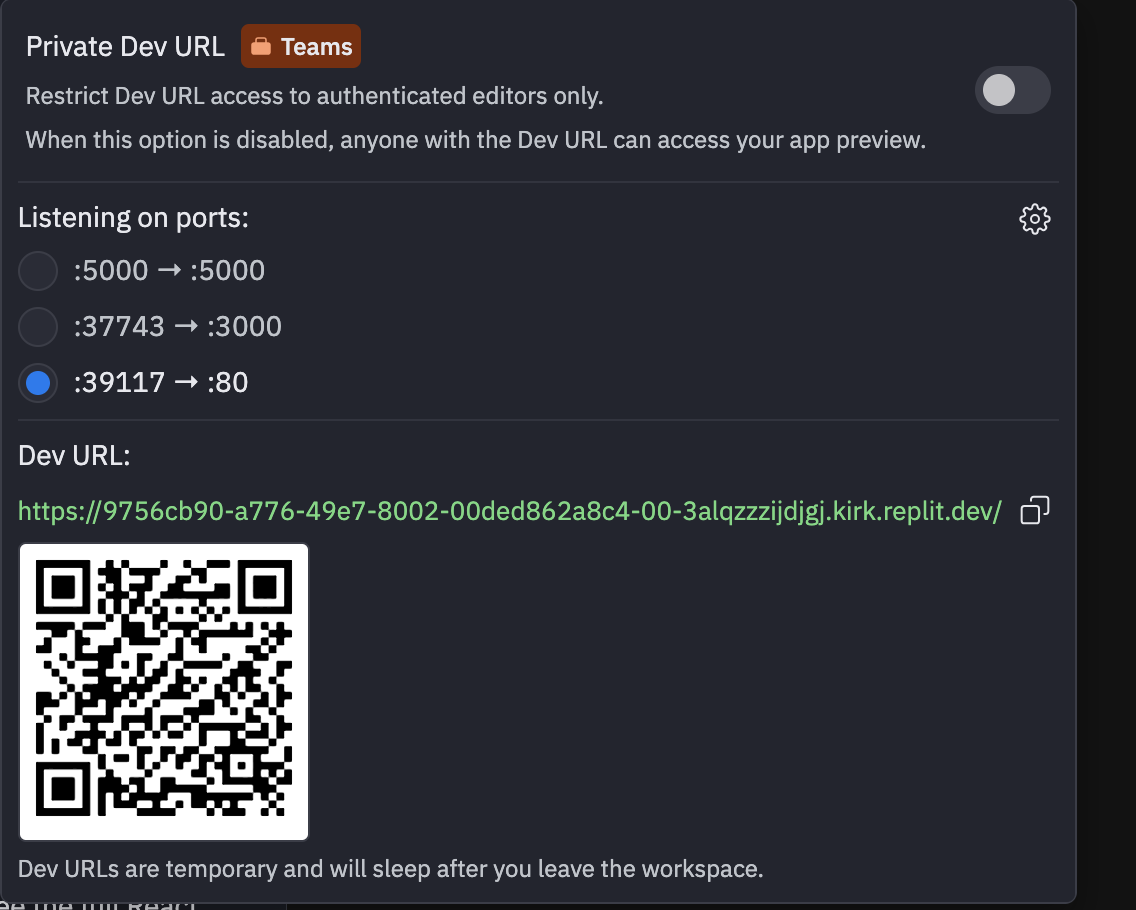 Private Dev URL Teams
Restrict Dev URL access to authenticated editors only.
When this option is disabled, anyone with the Dev URL can access your app preview.
Listening on ports:
:5000 → :5000
:37743 → :3000
:39117 → :80
Dev URL:
https://9756cb90-a776-49e7-8002-00ded862a8c4-00-3alqzzzijdjgj.kirk.replit.dev/
Dev URLs are temporary and will sleep after you leave the workspace.
the full React